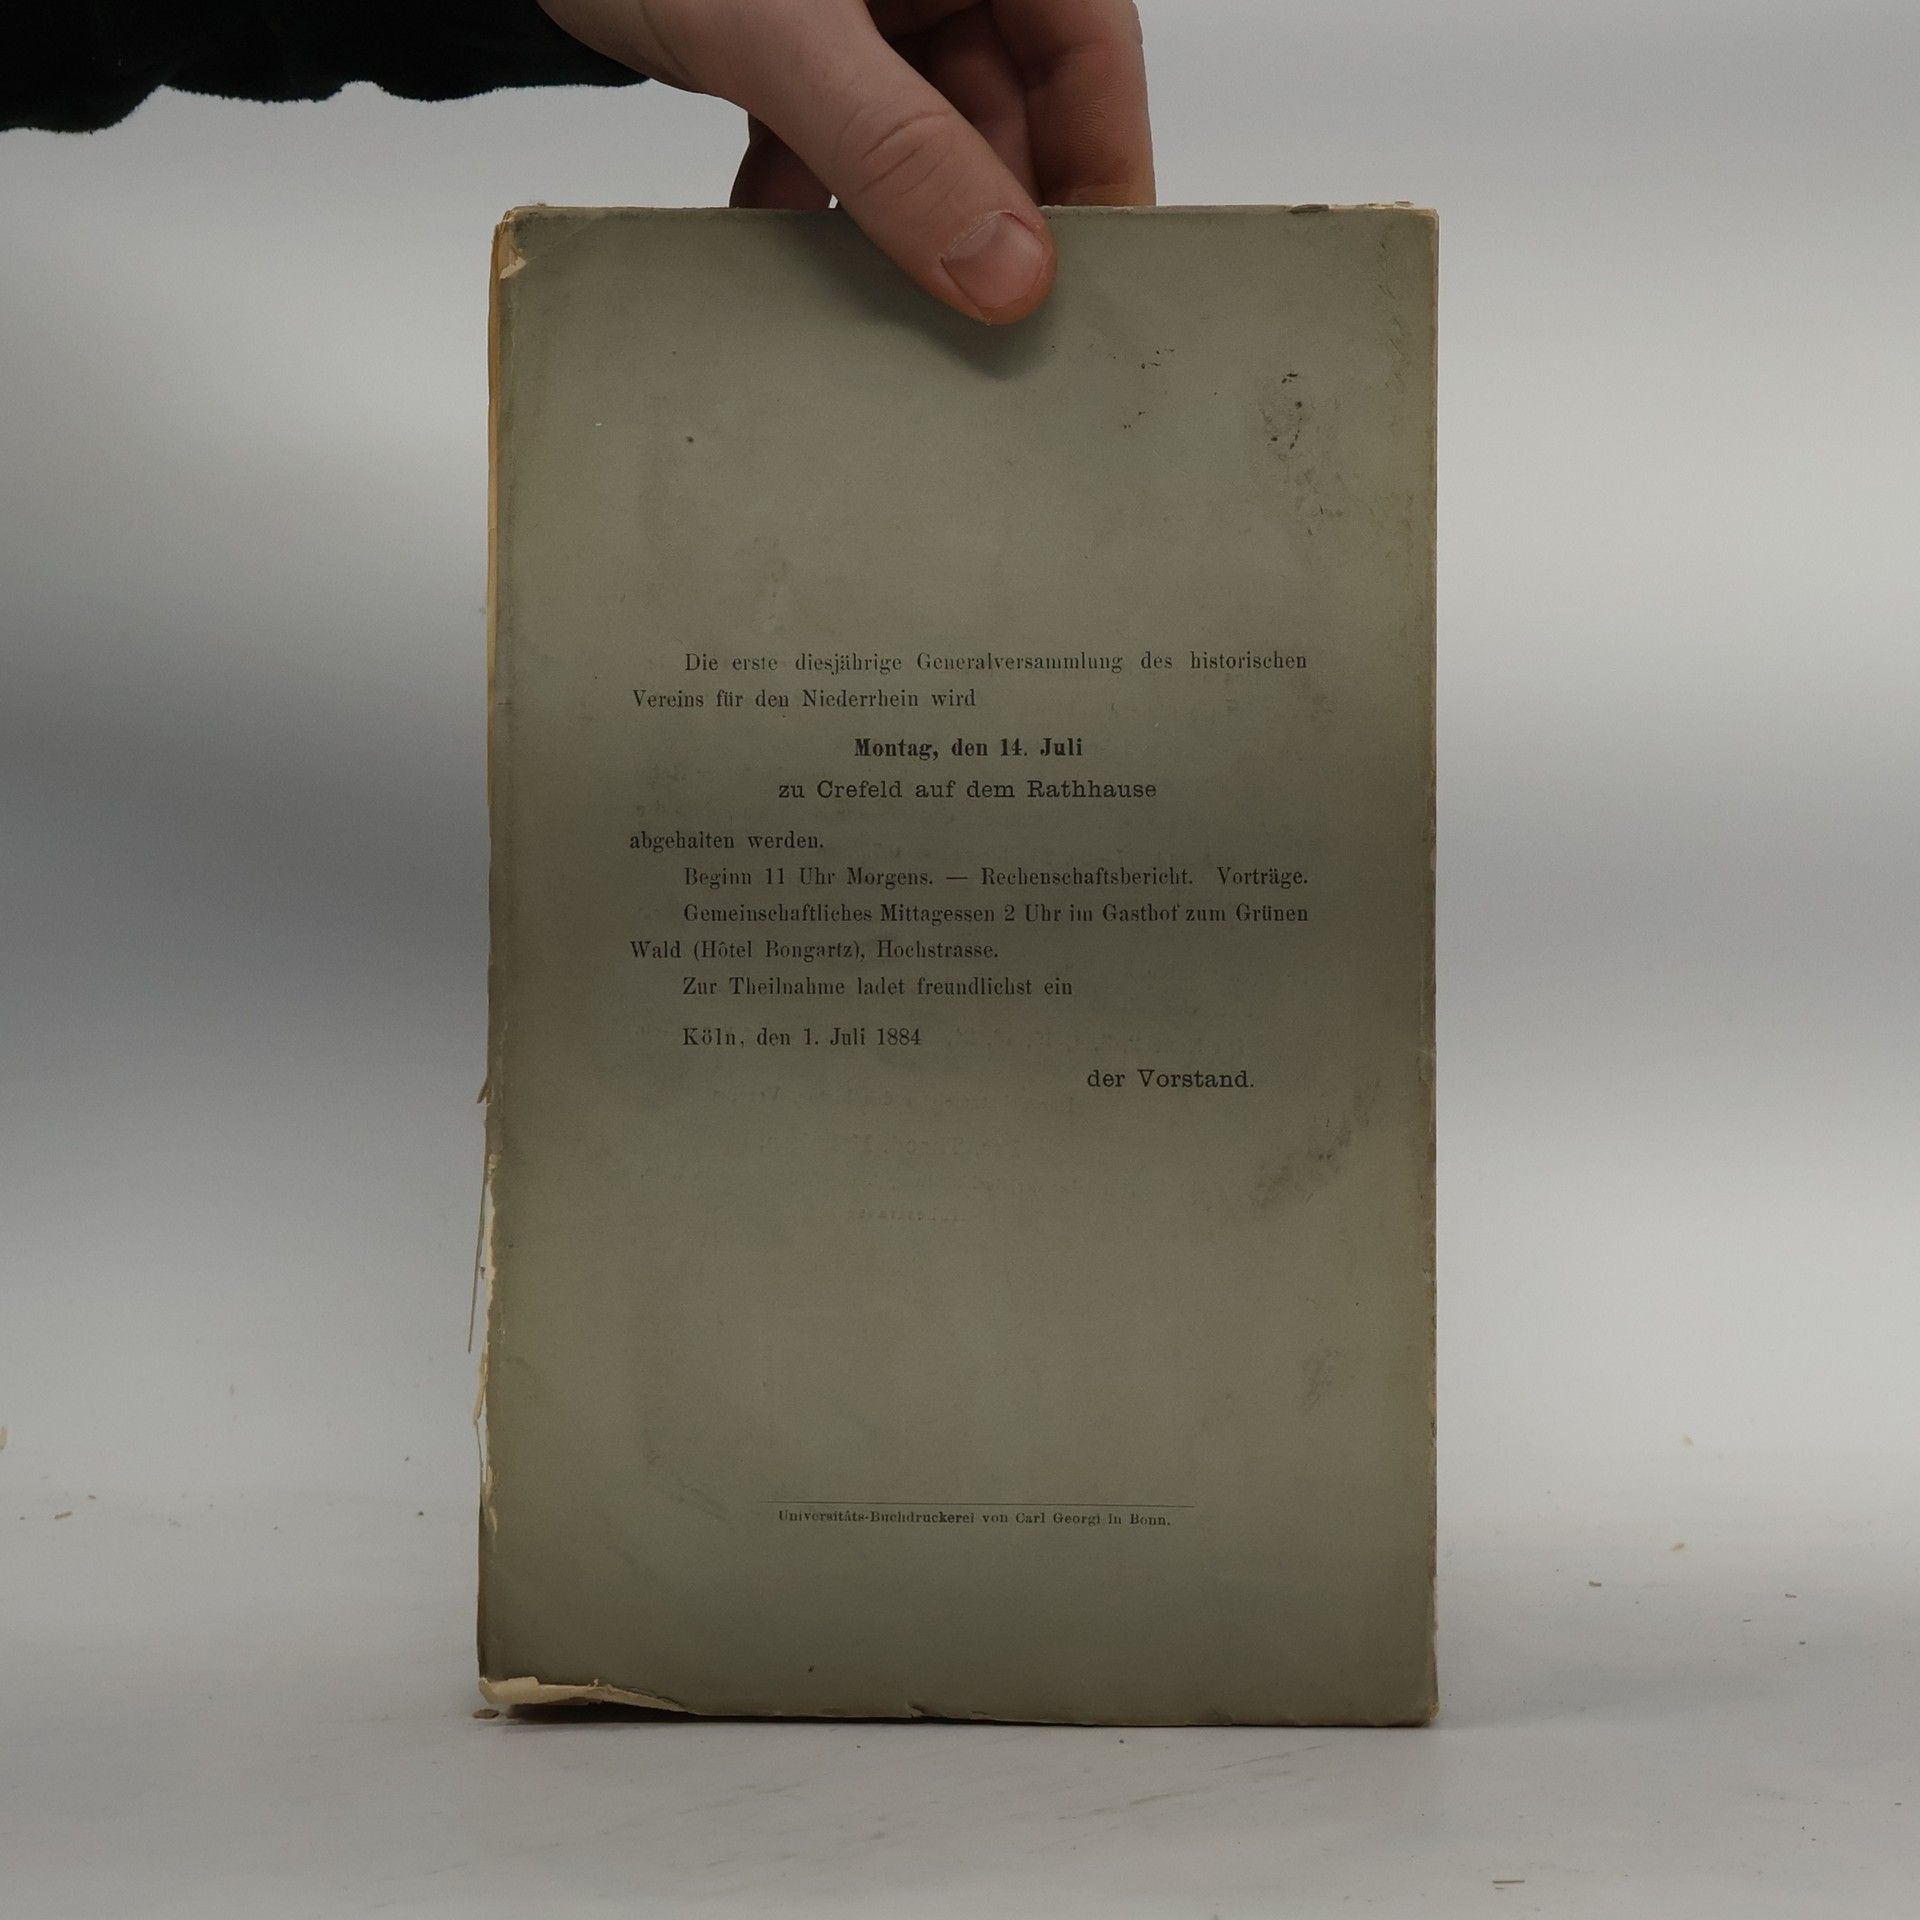 Die erste diesjährige Generalversammlung des historischen
Vereins für den Niederrhein wird
Montag, den 14. Juli
zu Crefeld auf dem Rathhause
abgehalten werden.
Beginn 11 Uhr Morgens. — Rechenschaftsbericht. Vorträge.
Gemeinschaftliches Mittagessen 2 Uhr im Gasthof zum Grünen
Wald (Hôtel Bongartz), Hochstrasse.
Zur Theilnahme ladet freundlichst ein
Köln, den 1. Juli 1884
der Vorstand.
Universitäts-Buchdruckerei von Carl Georgi in Bonn.